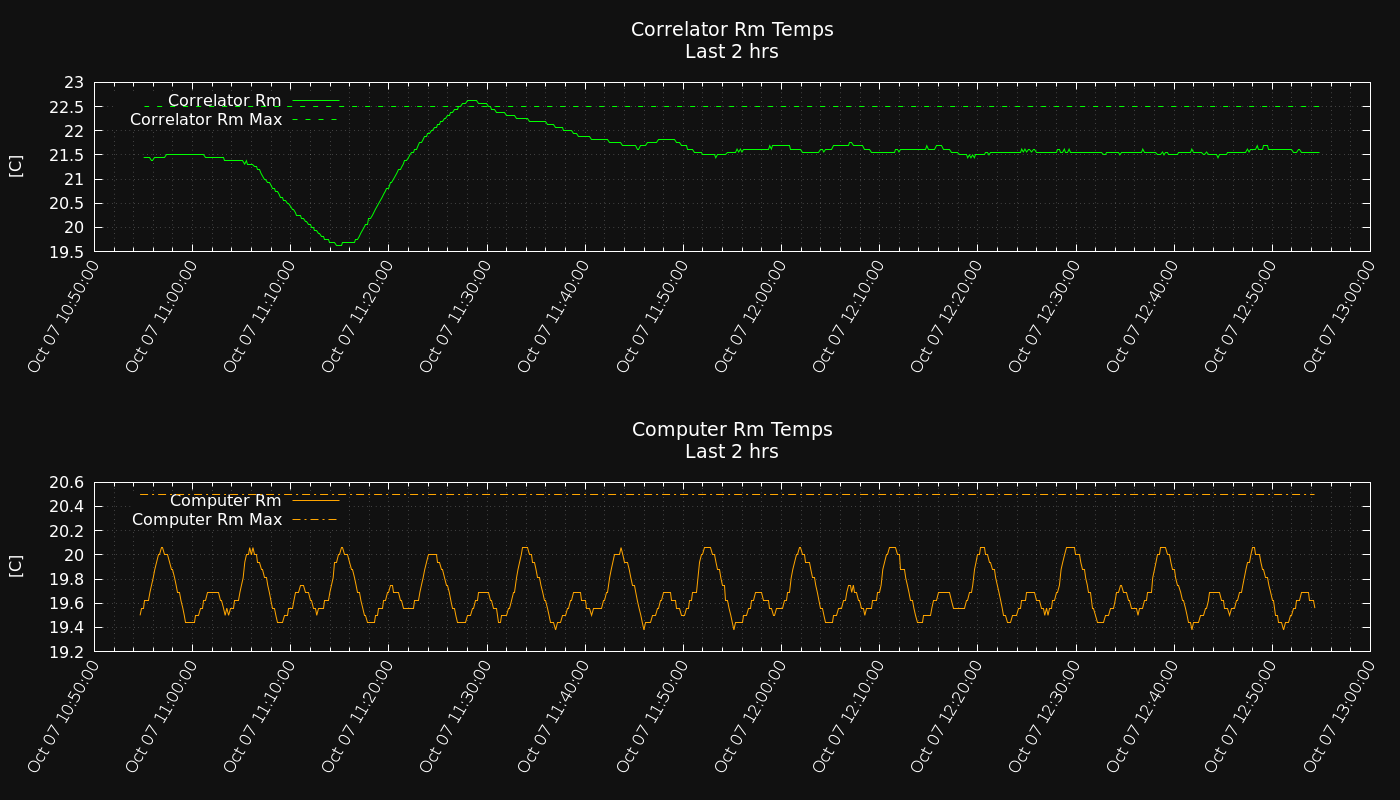 Correlator Rm Temps
Last 2 hrs
23
22.5
22
21.5
21
20.5
20
19.5
[C]
Correlator Rm
Correlator Rm Max
Oct 07 10:50:00
Oct 07 11:00:00
Oct 07 11:10:00
Oct 07 11:20:00
Oct 07 11:30:00
Oct 07 11:40:00
Oct 07 11:50:00
Oct 07 12:00:00
Oct 07 12:10:00
Oct 07 12:20:00
Oct 07 12:30:00
Oct 07 12:40:00
Oct 07 12:50:00
Oct 07 13:00:00
Computer Rm Temps
Last 2 hrs
20.6
20.4
20.2
20
19.8
19.6
19.4
19.2
[C]
Computer Rm
Computer Rm Max
Oct 07 10:50:00
Oct 07 11:00:00
Oct 07 11:10:00
Oct 07 11:20:00
Oct 07 11:30:00
Oct 07 11:40:00
Oct 07 11:50:00
Oct 07 12:00:00
Oct 07 12:10:00
Oct 07 12:20:00
Oct 07 12:30:00
Oct 07 12:40:00
Oct 07 12:50:00
Oct 07 13:00:00